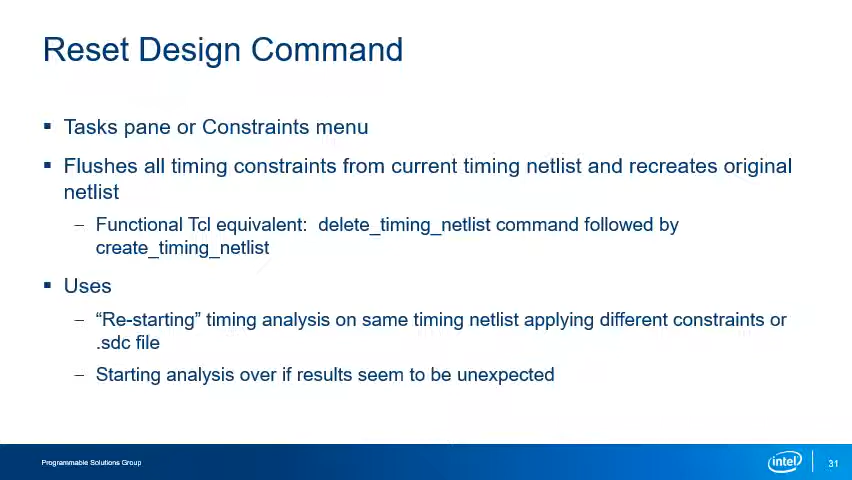 Reset Design Command
▪ Tasks pane or Constraints menu
▪ Flushes all timing constraints from current timing netlist and recreates original
netlist
– Functional Tcl equivalent: delete_timing_netlist command followed by
create_timing_netlist
▪ Uses
– “Re-starting” timing analysis on same timing netlist applying different constraints or
.sdc file
– Starting analysis over if results seem to be unexpected
Programmable Solutions Group
intel
31